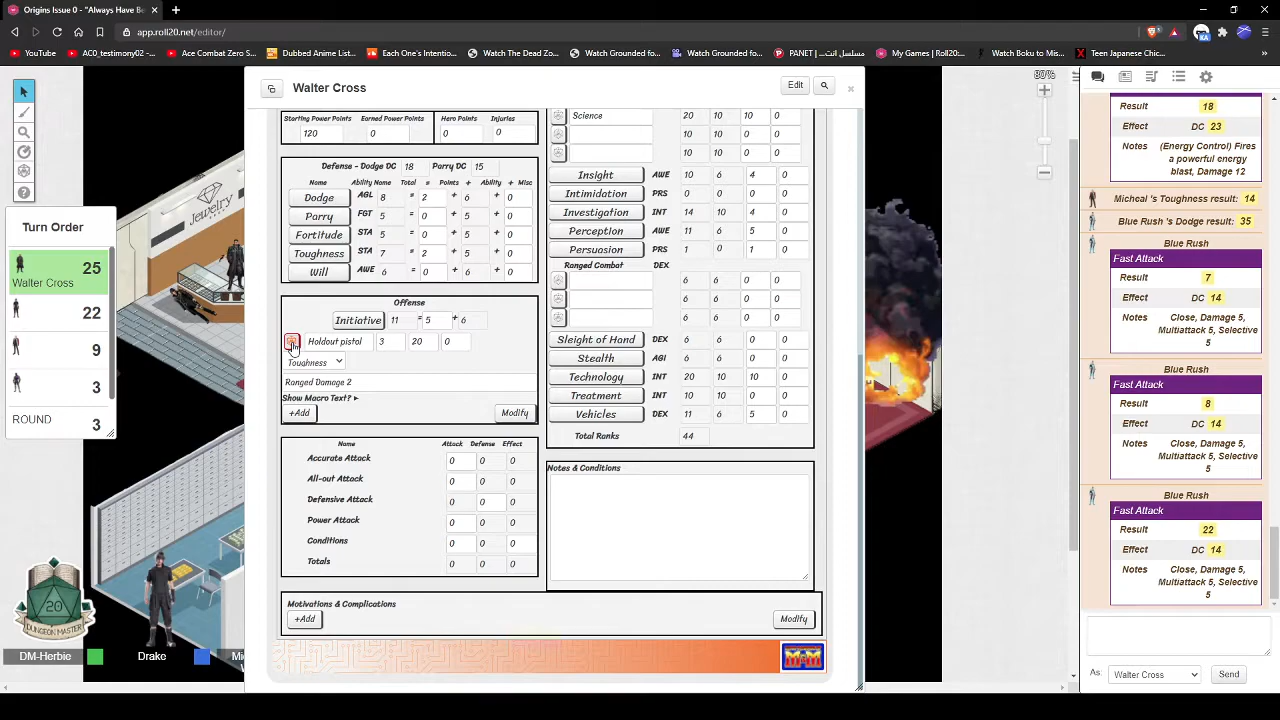 Origins Issue 0 - "Always Have Be
app.roll20.net/editor/
YouTube
AC0_testimony02 -...
Ace Combat Zero S...
Dubbed Anime List...
Each One's Intentio...
Watch The Dead Zo...
Watch Grounded fo...
Watch Grounded fo...
PANET | مسلسل انت...
My Games | Roll20:...
Watch Boku to Mis...
Teen Japanese Chic...
Walter Cross
Edit
80%
Starting Power Points
Earned Power Points
Hero Points
Injuries
120
0
0
0
Defense - Dodge DC 18 Parry DC 15
Name Ability Name Total = Points + Ability + Misc
Dodge AGL 8 = 2 + 6 + 0
Parry FGT 5 = 0 + 5 + 0
Fortitude STA 5 = 0 + 5 + 0
Toughness STA 7 = 2 + 5 + 0
Will AWE 6 = 0 + 6 + 0
Offense
Initiative 11 = 5 + 6
Holdout pistol 3 20 0
Toughness
Ranged Damage 2
Show Macro Text?
+Add
Modify
Name Attack Defense Effect
Accurate Attack 0 0 0
All-out Attack 0 0 0
Defensive Attack 0 0 0
Power Attack 0 0 0
Conditions 0 0 0
Totals 0 0 0
Science 20 10 10 0
10 10 0 0
10 10 0 0
Insight AWE 10 6 4 0
Intimidation PRS 0 0 0 0
Investigation INT 14 10 4 0
Perception AWE 11 6 5 0
Persuasion PRS 1 0 1 0
Ranged Combat DEX
6 6 0 0
6 6 0 0
6 6 0 0
Sleight of Hand DEX 6 6 0 0
Stealth AGI 6 6 0 0
Technology INT 20 10 10 0
Treatment INT 10 10 0 0
Vehicles DEX 11 6 5 0
Total Ranks 44
Notes & Conditions
Motivations & Complications
+Add
Modify
M&M
Jewelry
Turn Order
25
Walter Cross
22
9
3
ROUND 3
20
DUNGEON MASTER
DM-Herbie
Drake
Result 18
Effect DC 23
Notes (Energy Control) Fires
a powerful energy
blast, Damage 12
Micheal 's Toughness result: 14
Blue Rush 's Dodge result: 35
Blue Rush
Fast Attack
Result 7
Effect DC 14
Notes Close, Damage 5,
Multiattack 5, Selective
5
Blue Rush
Fast Attack
Result 8
Effect DC 14
Notes Close, Damage 5,
Multiattack 5, Selective
5
Blue Rush
Fast Attack
Result 22
Effect DC 14
Notes Close, Damage 5,
Multiattack 5, Selective
5
As: Walter Cross
Send